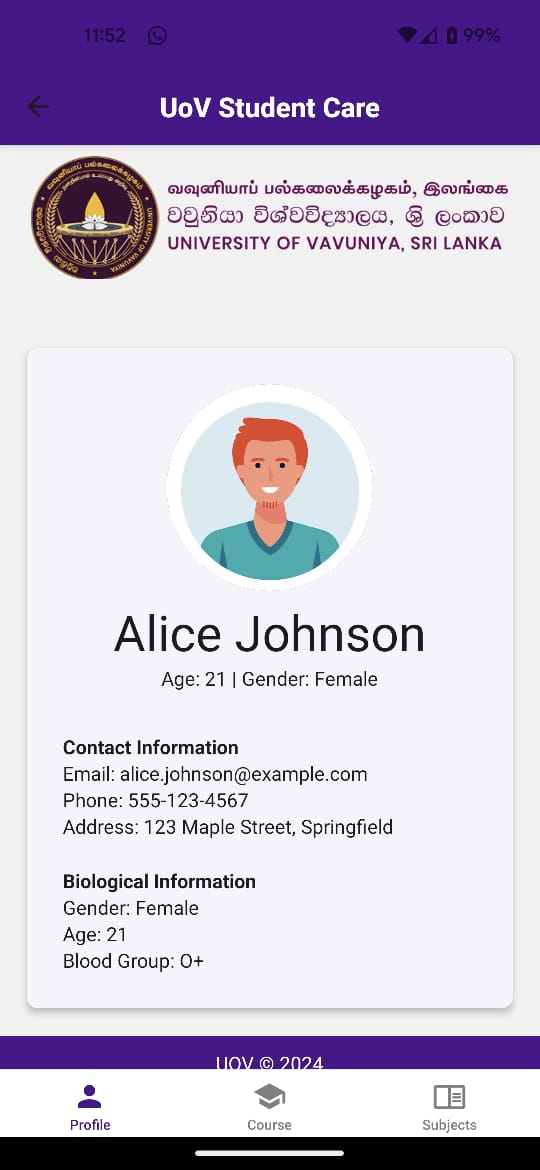 11:52
99%
UoV Student Care
வவுனியாப் பல்கலைக்கழகம், இலங்கை
වවුනියා විශ්වවිද්‍යාලය, ශ්‍රි ලංකාව
UNIVERSITY OF VAVUNIYA, SRI LANKA
Alice Johnson
Age: 21 | Gender: Female
Contact Information
Email: alice.johnson@example.com
Phone: 555-123-4567
Address: 123 Maple Street, Springfield
Biological Information
Gender: Female
Age: 21
Blood Group: O+
UOV © 2024
Profile
Course
Subjects